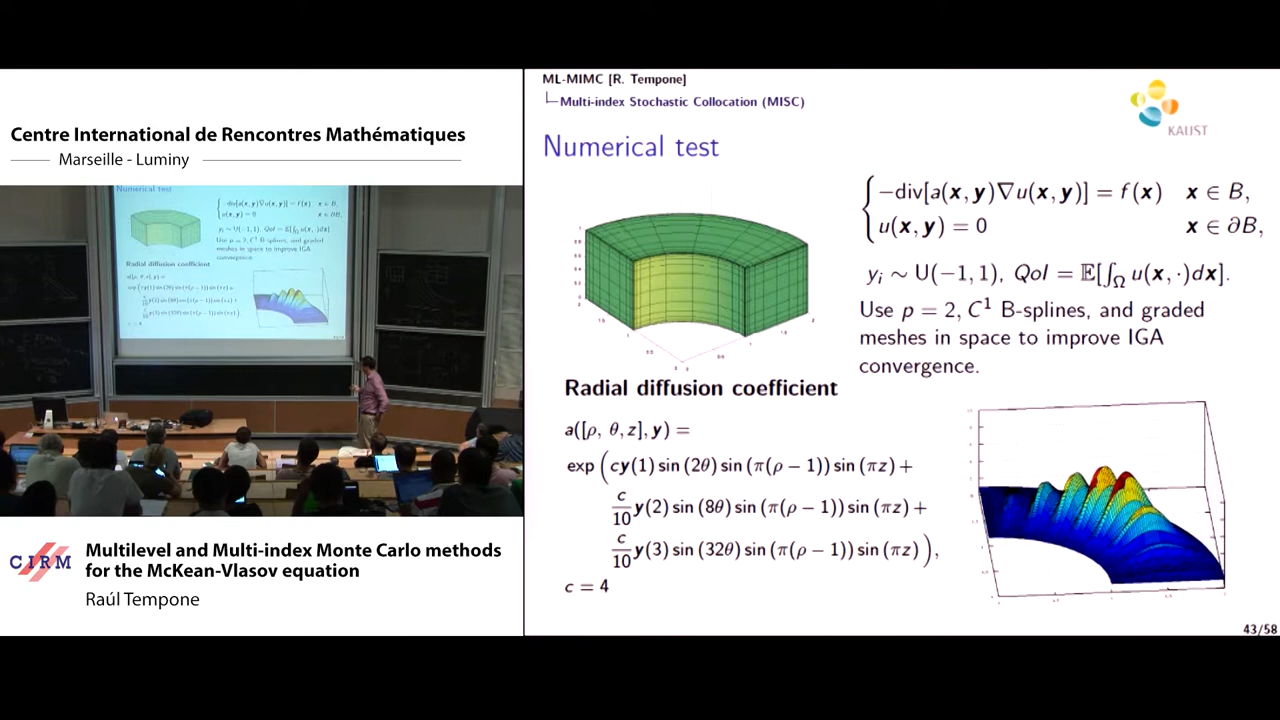 Centre International de Rencontres Mathématiques
Marseille - Luminy
CIRM
Multilevel and Multi-index Monte Carlo methods
for the McKean-Vlasov equation
Raúl Tempone
ML-MIMC [R. Tempone]
Multi-index Stochastic Collocation (MISC)
KAUST
Numerical test
−div[a(x, y)∇u(x, y)] = f(x) x ∈ B,
u(x, y) = 0 x ∈ ∂B,
yᵢ ∼ U(−1, 1), QoI = 𝔼[∫_Ω u(x, ·)dx].
Use p = 2, C¹ B-splines, and graded
meshes in space to improve IGA
convergence.
Radial diffusion coefficient
a([ρ, θ, z], y) =
exp (cy(1) sin (2θ) sin (π(ρ − 1)) sin (πz) +
c/10 y(2) sin (8θ) sin (π(ρ − 1)) sin (πz) +
c/10 y(3) sin (32θ) sin (π(ρ − 1)) sin (πz) ),
c = 4
43/58